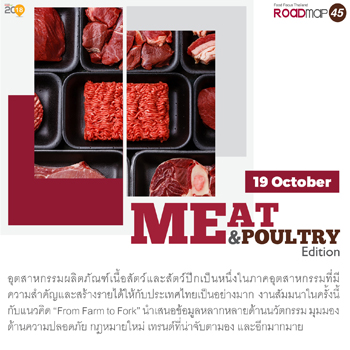 2018
Food Focus Thailand
ROADMAP 45
19 October
MEAT
&POULTRY
Edition
อุตสาหกรรมผลิตภัณฑ์เนื้อสัตว์และสัตว์ปีกเป็นหนึ่งในภาคอุตสาหกรรมที่มี
ความสำคัญและสร้างรายได้ให้กับประเทศไทยเป็นอย่างมาก งานสัมมนาในครั้งนี้
กับแนวคิด “From Farm to Fork” นำเสนอข้อมูลหลากหลายด้านนวัตกรรม มุมมอง
ด้านความปลอดภัย กฎหมายใหม่ เทรนด์ที่น่าจับตามอง และอีกมากมาย